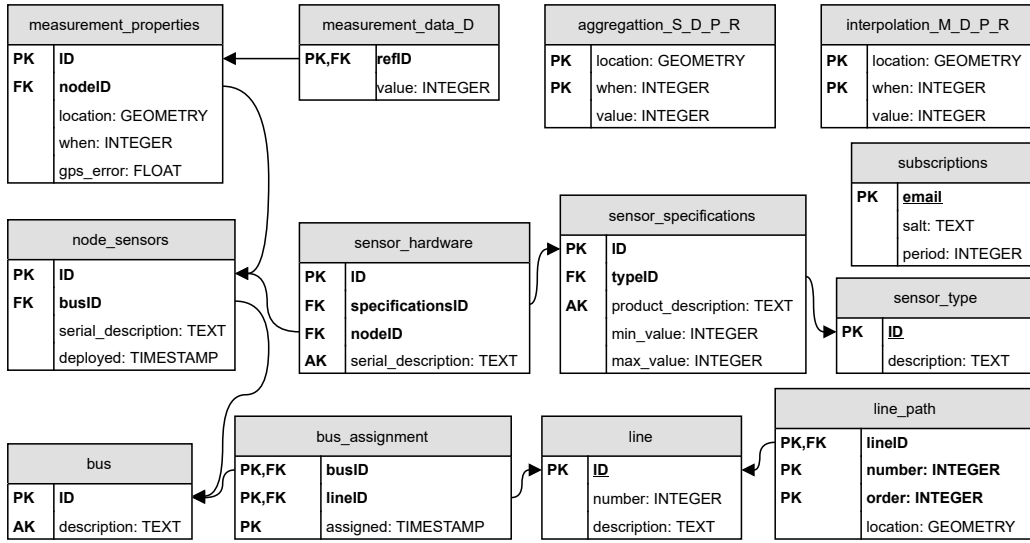 measurement_properties
PK ID
FK nodeID
location: GEOMETRY
when: INTEGER
gps_error: FLOAT
measurement_data_D
PK,FK refID
value: INTEGER
aggregattion_S_D_P_R
PK location: GEOMETRY
PK when: INTEGER
value: INTEGER
interpolation_M_D_P_R
PK location: GEOMETRY
PK when: INTEGER
value: INTEGER
subscriptions
PK email
salt: TEXT
period: INTEGER
node_sensors
PK ID
FK busID
serial_description: TEXT
deployed: TIMESTAMP
sensor_hardware
PK ID
FK specificationsID
FK nodeID
AK serial_description: TEXT
sensor_specifications
PK ID
FK typeID
AK product_description: TEXT
min_value: INTEGER
max_value: INTEGER
sensor_type
PK ID
description: TEXT
bus
PK ID
AK description: TEXT
bus_assignment
PK,FK busID
PK,FK lineID
PK assigned: TIMESTAMP
line
PK ID
number: INTEGER
description: TEXT
line_path
PK,FK lineID
PK number: INTEGER
PK order: INTEGER
location: GEOMETRY